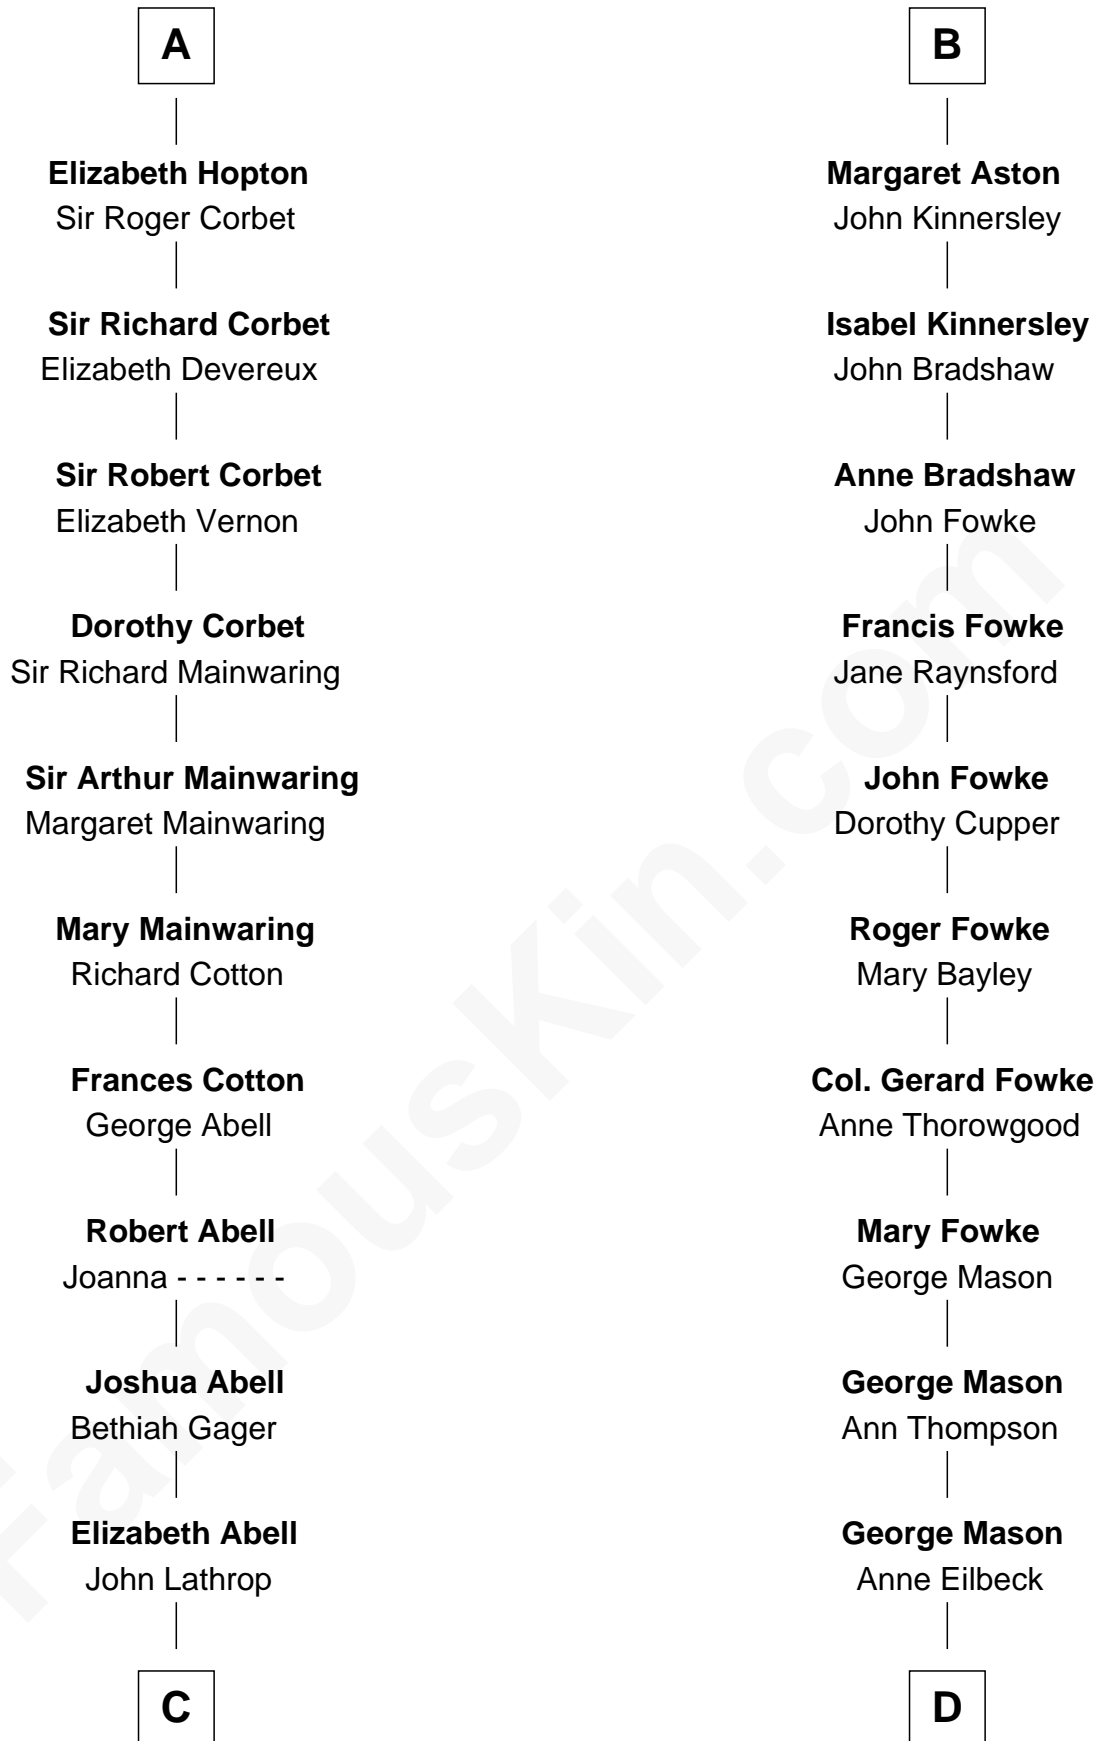 A
Elizabeth Hopton
Sir Roger Corbet
Sir Richard Corbet
Elizabeth Devereux
Sir Robert Corbet
Elizabeth Vernon
Dorothy Corbet
Sir Richard Mainwaring
Sir Arthur Mainwaring
Margaret Mainwaring
Mary Mainwaring
Richard Cotton
Frances Cotton
George Abell
Robert Abell
Joanna - - - - - -
Joshua Abell
Bethiah Gager
Elizabeth Abell
John Lathrop
C
B
Margaret Aston
John Kinnersley
Isabel Kinnersley
John Bradshaw
Anne Bradshaw
John Fowke
Francis Fowke
Jane Raynsford
John Fowke
Dorothy Cupper
Roger Fowke
Mary Bayley
Col. Gerard Fowke
Anne Thorowgood
Mary Fowke
George Mason
George Mason
Ann Thompson
George Mason
Anne Eilbeck
D
FamousKin.com